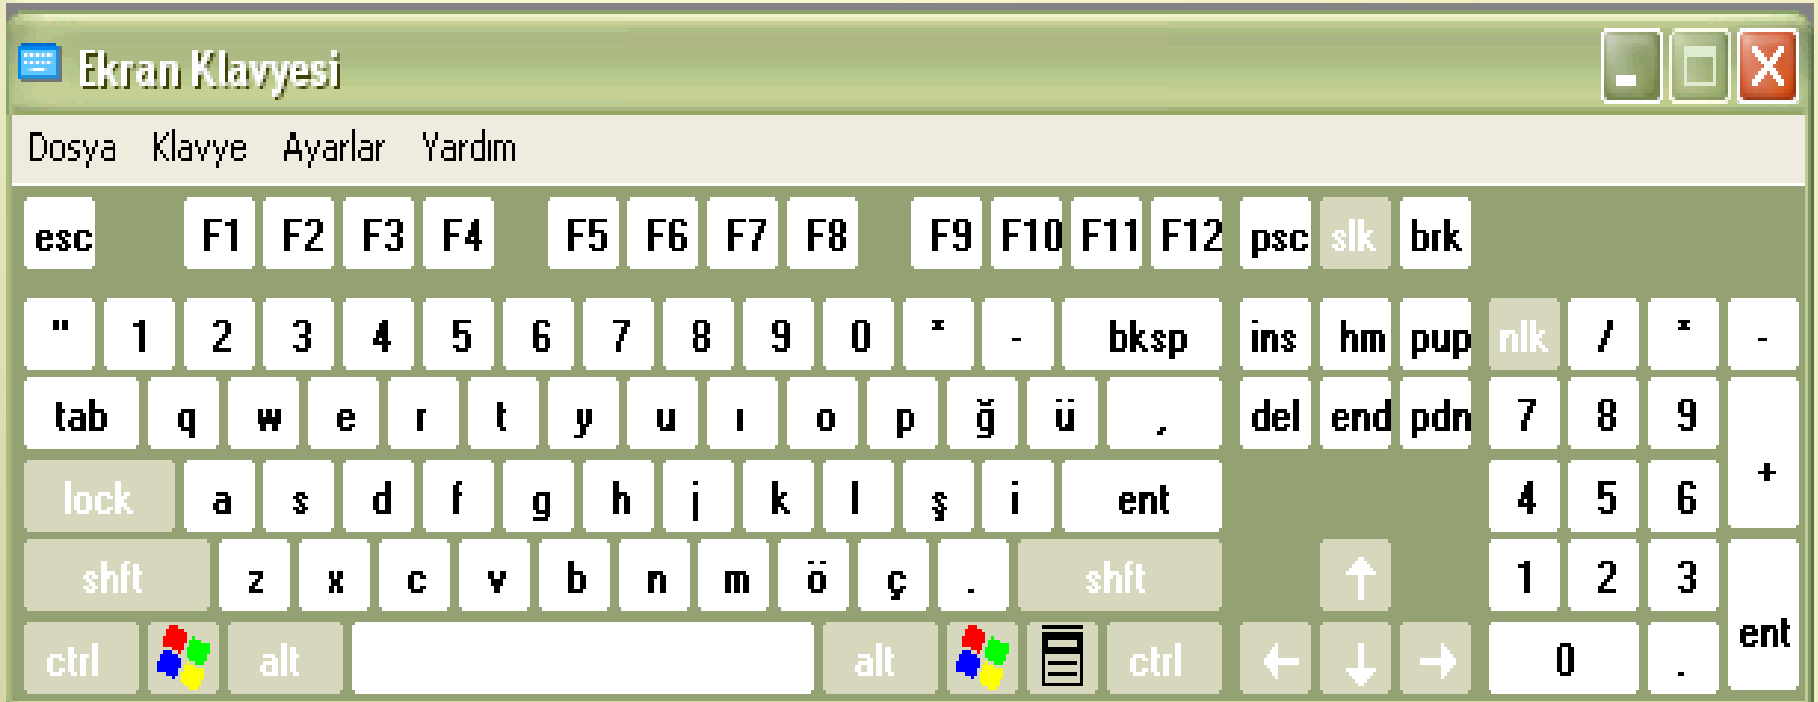 Ekran Klavyesi
Dosya Klavye Ayarlar Yardım
esc F1 F2 F3 F4 F5 F6 F7 F8 F9 F10 F11 F12 psc slk brk
" 1 2 3 4 5 6 7 8 9 0 * - bksp ins hm pup nlk / * -
tab q w e r t y u ı o p ğ ü , del end pdn 7 8 9
lock a s d f g h j k l ş i ent 4 5 6 +
shft z x c v b n m ö ç . shft ↑ 1 2 3
ctrl alt alt ctrl ← ↓ → 0 . ent